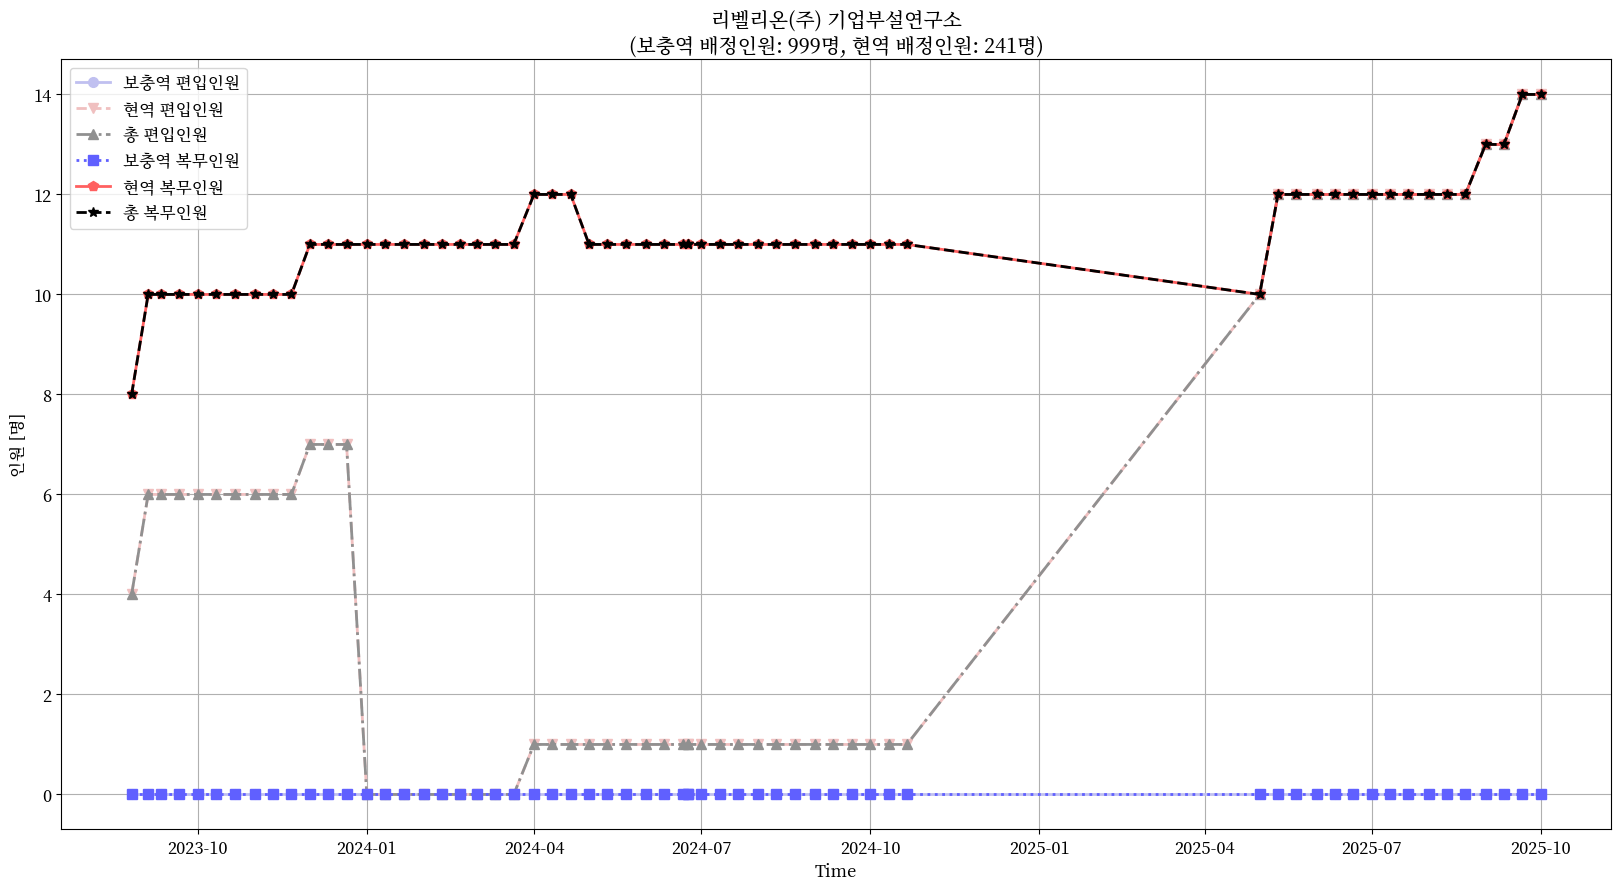 리벨리온(주) 기업부설연구소
(보충역 배정인원: 999명, 현역 배정인원: 241명)
보충역 편입인원
현역 편입인원
총 편입인원
보충역 복무인원
현역 복무인원
총 복무인원
인원 [명]
14
12
10
8
6
4
2
0
2023-10 2024-01 2024-04 2024-07 2024-10 2025-01 2025-04 2025-07 2025-10
Time